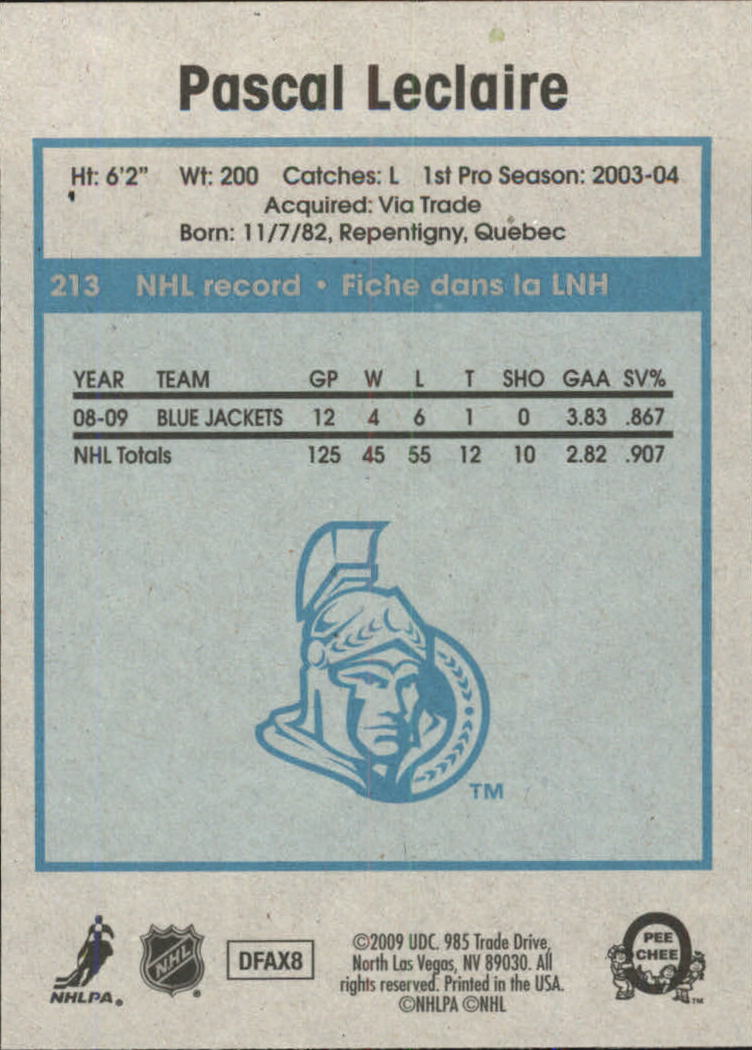 Pascal Leclaire
Ht: 6'2" Wt: 200 Catches: L 1st Pro Season: 2003-04
Acquired: Via Trade
Born: 11/7/82, Repentigny, Quebec
213 NHL record • Fiche dans la LNH
YEAR TEAM GP W L T SHO GAA SV%
08-09 BLUE JACKETS 12 4 6 1 0 3.83 .867
NHL Totals 125 45 55 12 10 2.82 .907
TM
NHLPA®
NHL®
DFAX8
©2009 UDC. 985 Trade Drive,
North Las Vegas, NV 89030. All
rights reserved. Printed in the USA.
©NHLPA ©NHL
O
PEE
CHEE
TM